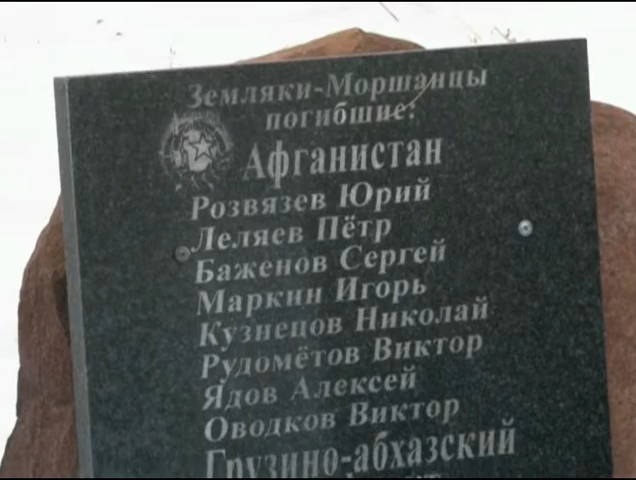 Земляки-Моршанцы
погибшие:
Афганистан
Розвязев Юрий
Леляев Пётр
Баженов Сергей
Маркин Игорь
Кузнецов Николай
Рудомётов Виктор
Ядов Алексей
Оводков Виктор
Грузино-абхазский